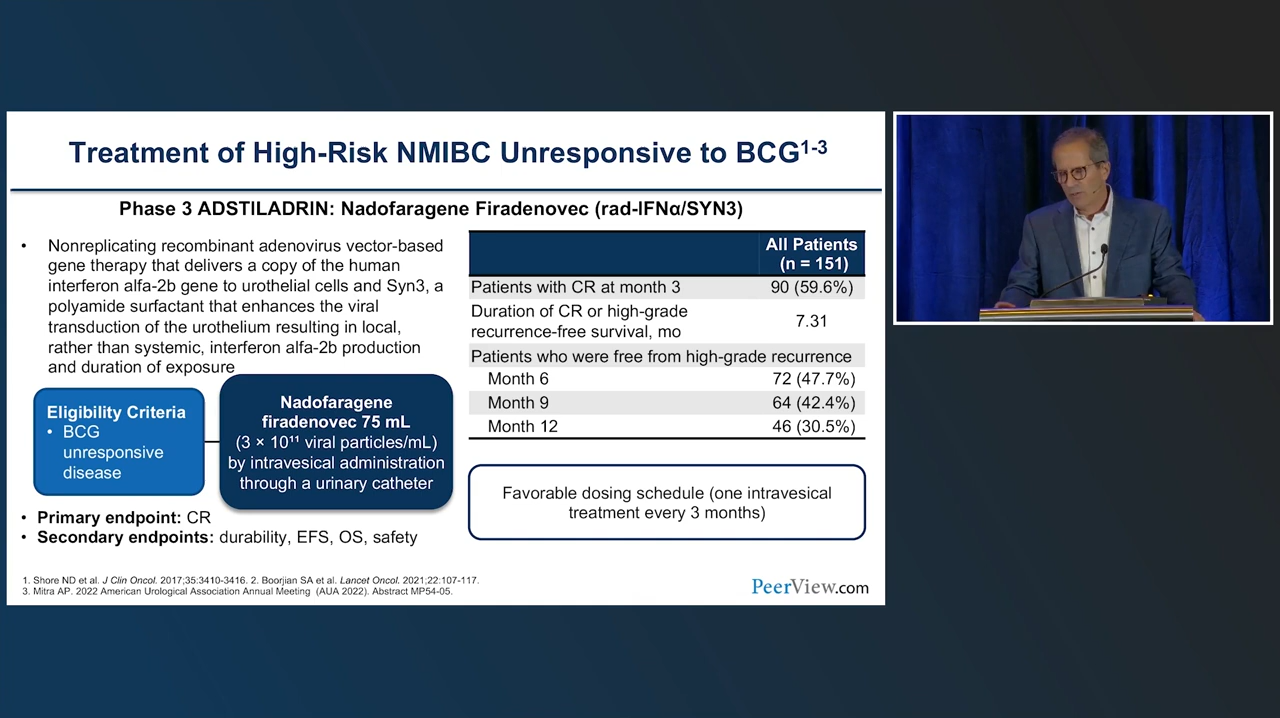 Treatment of High-Risk NMIBC Unresponsive to BCG1-3
Phase 3 ADSTILADRIN: Nadofaragene Firadenovec (rad-IFNα/SYN3)
• Nonreplicating recombinant adenovirus vector-based
gene therapy that delivers a copy of the human
interferon alfa-2b gene to urothelial cells and Syn3, a
polyamide surfactant that enhances the viral
transduction of the urothelium resulting in local,
rather than systemic, interferon alfa-2b production
and duration of exposure
Eligibility Criteria
• BCG
unresponsive
disease
Nadofaragene
firadenovec 75 mL
(3 × 10¹¹ viral particles/mL)
by intravesical administration
through a urinary catheter
• Primary endpoint: CR
• Secondary endpoints: durability, EFS, OS, safety
All Patients
(n = 151)
Patients with CR at month 3 90 (59.6%)
Duration of CR or high-grade
recurrence-free survival, mo 7.31
Patients who were free from high-grade recurrence
Month 6 72 (47.7%)
Month 9 64 (42.4%)
Month 12 46 (30.5%)
Favorable dosing schedule (one intravesical
treatment every 3 months)
1. Shore ND et al. J Clin Oncol. 2017;35:3410-3416. 2. Boorjian SA et al. Lancet Oncol. 2021;22:107-117.
3. Mitra AP. 2022 American Urological Association Annual Meeting (AUA 2022). Abstract MP54-05.
PeerView.com